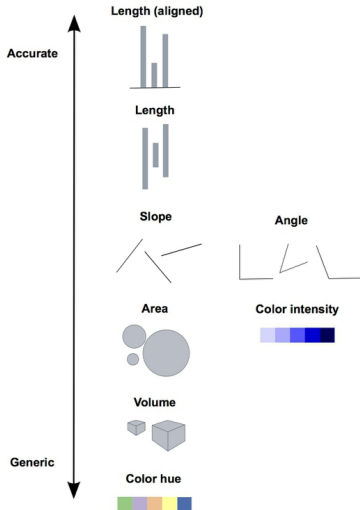 Length (aligned)
Accurate
Length
Slope
Angle
Area
Color intensity
Volume
Generic
Color hue